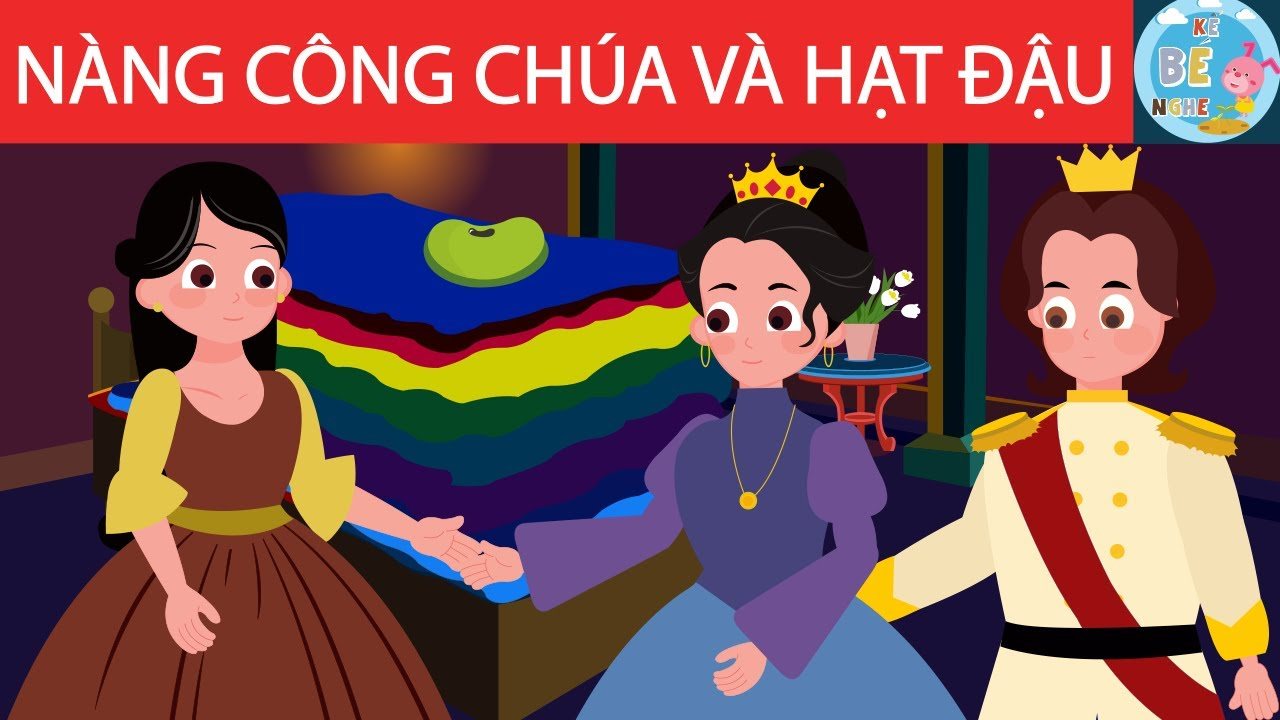 NÀNG CÔNG CHÚA VÀ HẠT ĐẬU
KỂ
BÉ
NGHE